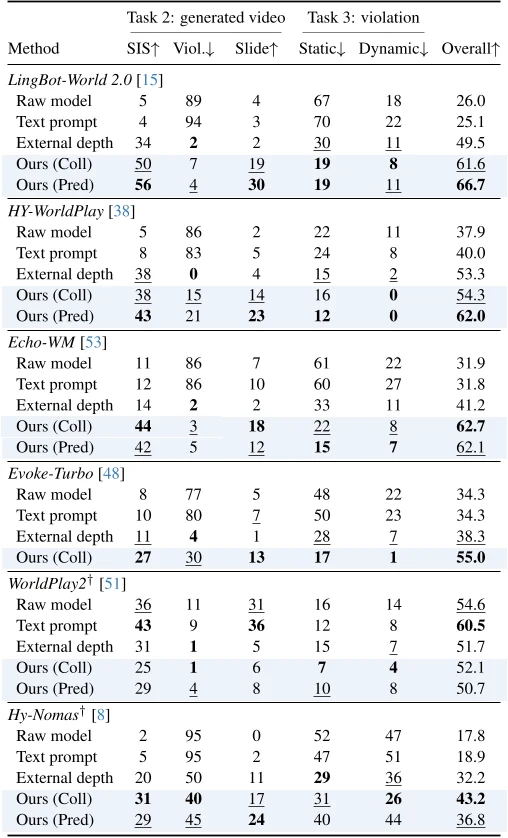 Task 2: generated video Task 3: violation
Method SIS↑ Viol.↓ Slide↑ Static↓ Dynamic↓ Overall↑
LingBot-World 2.0 [15]
Raw model 5 89 4 67 18 26.0
Text prompt 4 94 3 70 22 25.1
External depth 34 2 2 30 11 49.5
Ours (Coll) 50 7 19 19 8 61.6
Ours (Pred) 56 4 30 19 11 66.7
HY-WorldPlay [38]
Raw model 5 86 2 22 11 37.9
Text prompt 8 83 5 24 8 40.0
External depth 38 0 4 15 2 53.3
Ours (Coll) 38 15 14 16 0 54.3
Ours (Pred) 43 21 23 12 0 62.0
Echo-WM [53]
Raw model 11 86 7 61 22 31.9
Text prompt 12 86 10 60 27 31.8
External depth 14 2 2 33 11 41.2
Ours (Coll) 44 3 18 22 8 62.7
Ours (Pred) 42 5 12 15 7 62.1
Evoke-Turbo [48]
Raw model 8 77 5 48 22 34.3
Text prompt 10 80 7 50 23 34.3
External depth 11 4 1 28 7 38.3
Ours (Coll) 27 30 13 17 1 55.0
WorldPlay2† [51]
Raw model 36 11 31 16 14 54.6
Text prompt 43 9 36 12 8 60.5
External depth 31 1 5 15 7 51.7
Ours (Coll) 25 1 6 7 4 52.1
Ours (Pred) 29 4 8 10 8 50.7
Hy-Nomas† [8]
Raw model 2 95 0 52 47 17.8
Text prompt 5 95 2 47 51 18.9
External depth 20 50 11 29 36 32.2
Ours (Coll) 31 40 17 31 26 43.2
Ours (Pred) 29 45 24 40 44 36.8